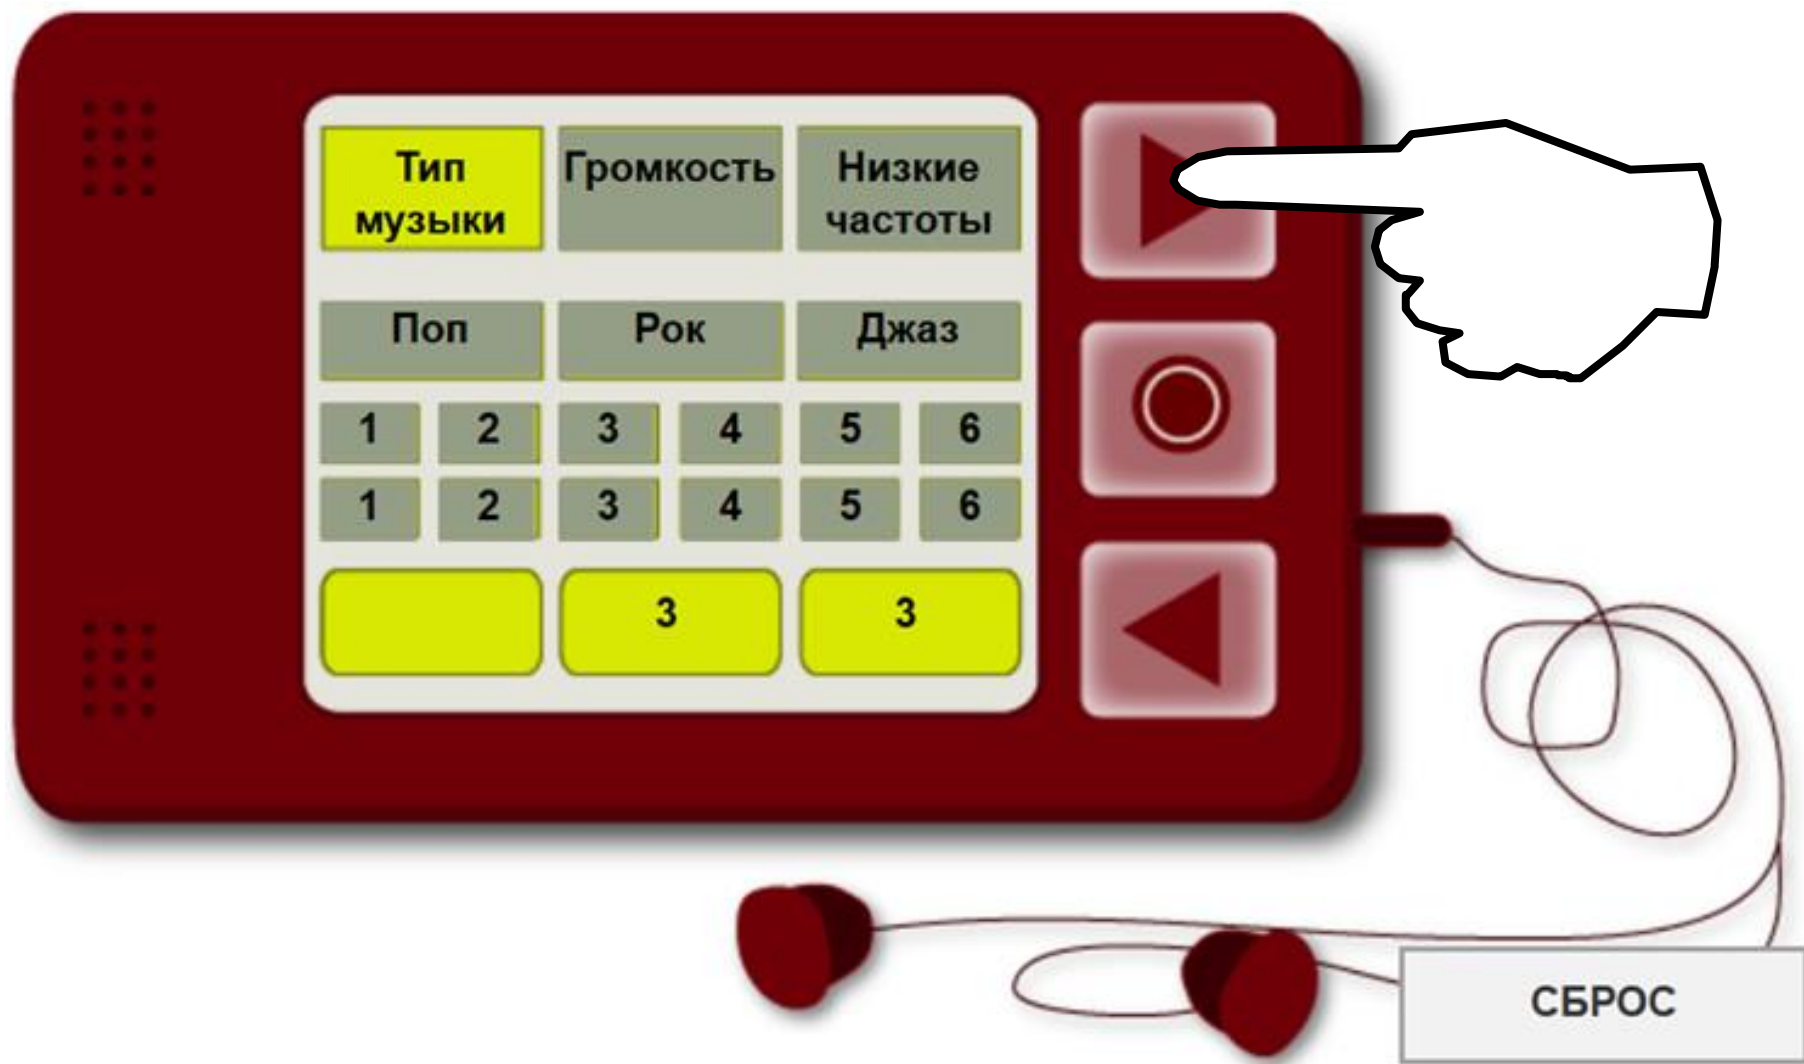 Тип
музыки
Громкость
Низкие
частоты
Поп Рок Джаз
1 2 3 4 5 6
1 2 3 4 5 6
3 3
СБРОС